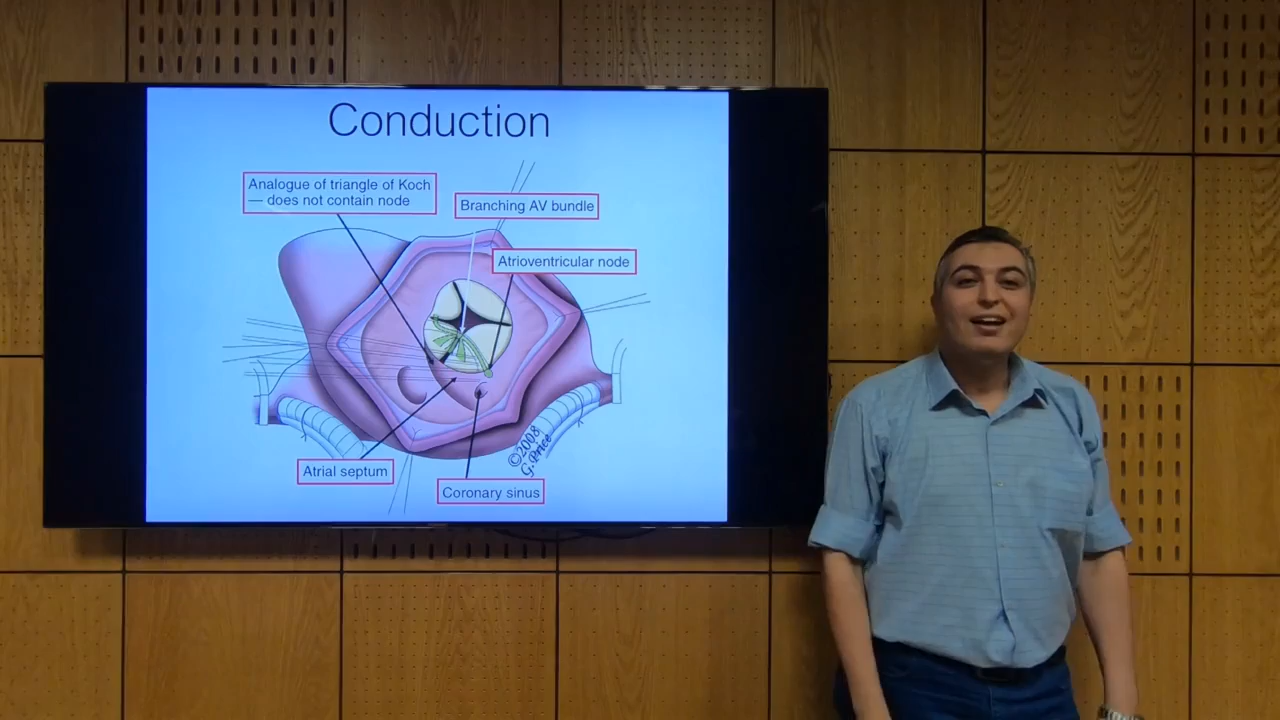 Conduction
Analogue of triangle of Koch
— does not contain node
Branching AV bundle
Atrioventricular node
Atrial septum
Coronary sinus
©2008
G. Price